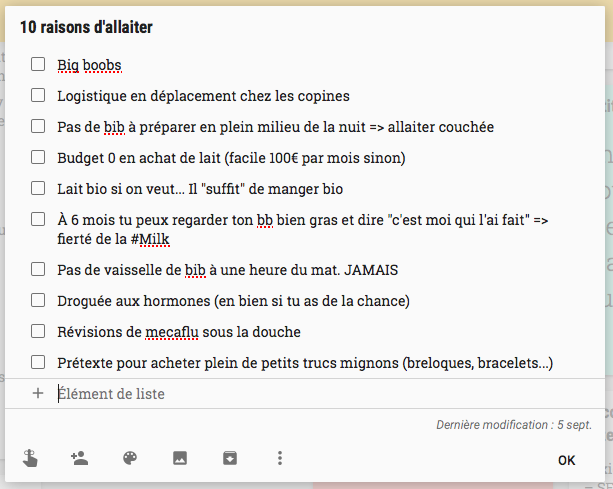 10 raisons d'allaiter
Big boobs
Logistique en déplacement chez les copines
Pas de bib à préparer en plein milieu de la nuit => allaiter couchée
Budget 0 en achat de lait (facile 100€ par mois sinon)
Lait bio si on veut... Il "suffit" de manger bio
À 6 mois tu peux regarder ton bb bien gras et dire "c'est moi qui l'ai fait" =>
fierté de la #Milk
Pas de vaisselle de bib à une heure du mat. JAMAIS
Droguée aux hormones (en bien si tu as de la chance)
Révisions de mecaflu sous la douche
Prétexte pour acheter plein de petits trucs mignons (breloques, bracelets...)
+ Élément de liste
Dernière modification : 5 sept.
OK